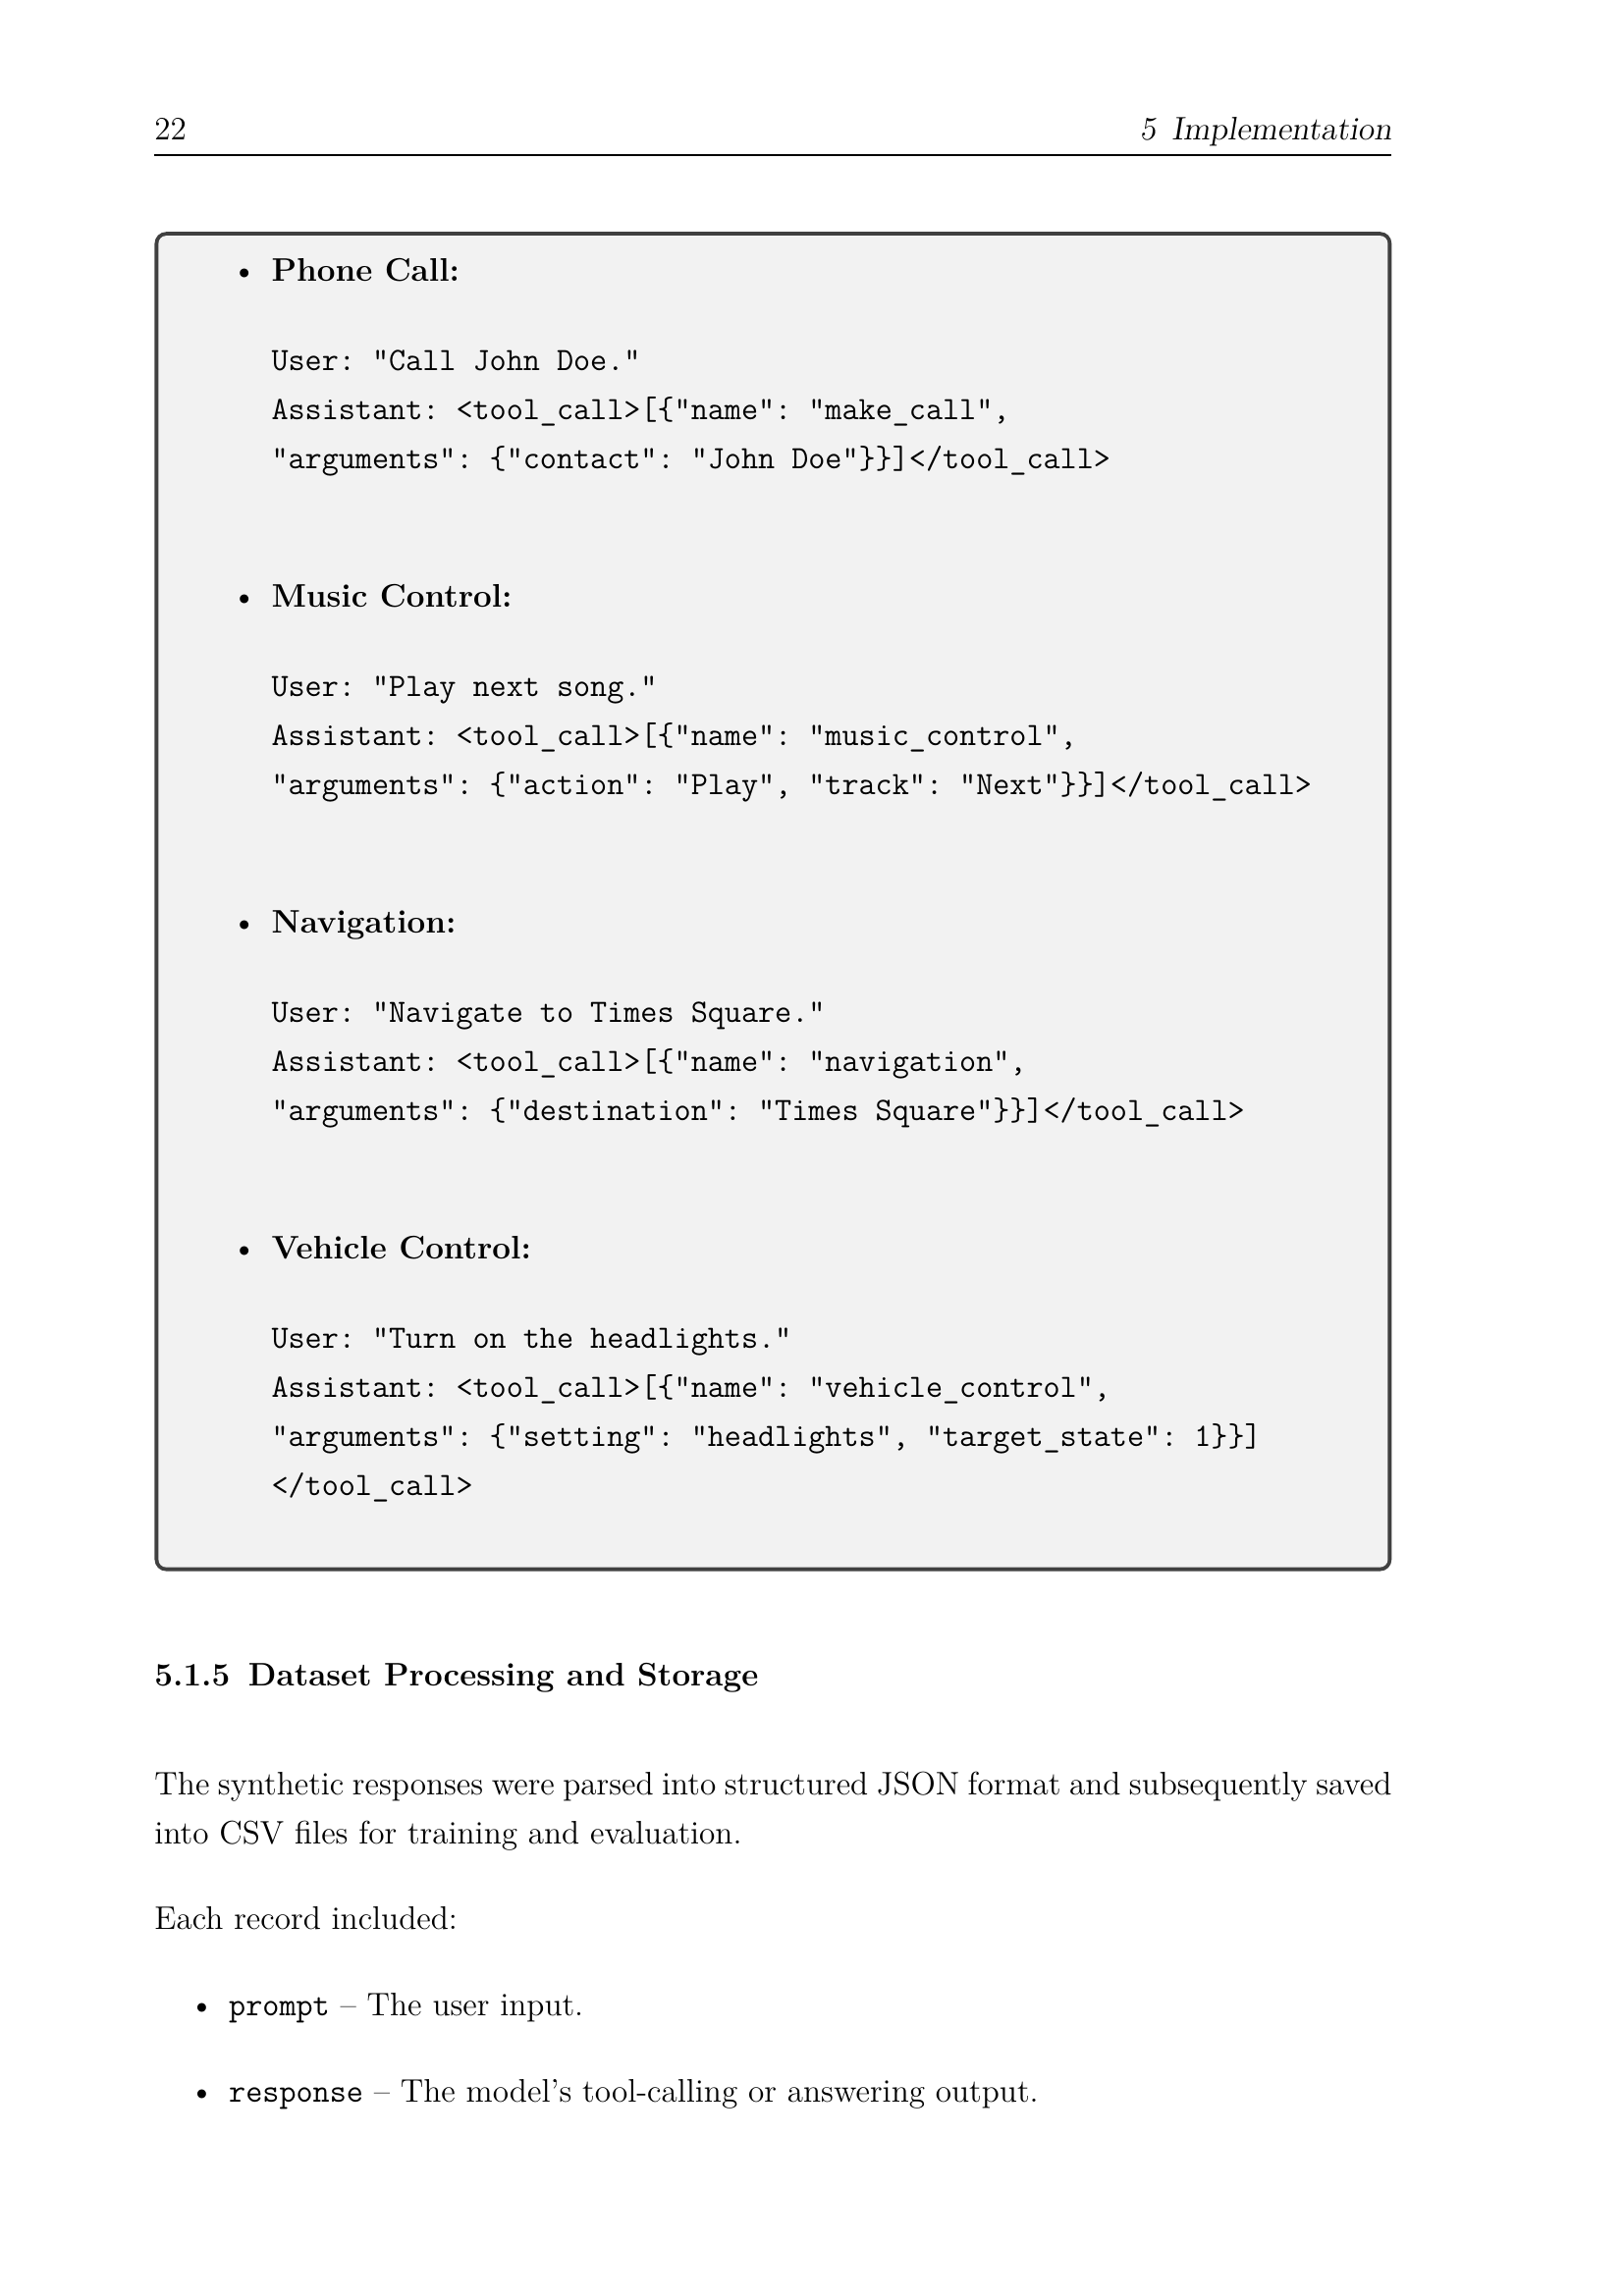 22 5 Implementation
• Phone Call:
User: "Call John Doe."
Assistant: <tool_call>[{"name": "make_call",
"arguments": {"contact": "John Doe"}}]</tool_call>
• Music Control:
User: "Play next song."
Assistant: <tool_call>[{"name": "music_control",
"arguments": {"action": "Play", "track": "Next"}}]</tool_call>
• Navigation:
User: "Navigate to Times Square."
Assistant: <tool_call>[{"name": "navigation",
"arguments": {"destination": "Times Square"}}]</tool_call>
• Vehicle Control:
User: "Turn on the headlights."
Assistant: <tool_call>[{"name": "vehicle_control",
"arguments": {"setting": "headlights", "target_state": 1}}]
</tool_call>
5.1.5 Dataset Processing and Storage
The synthetic responses were parsed into structured JSON format and subsequently saved
into CSV files for training and evaluation.
Each record included:
• prompt – The user input.
• response – The model’s tool-calling or answering output.